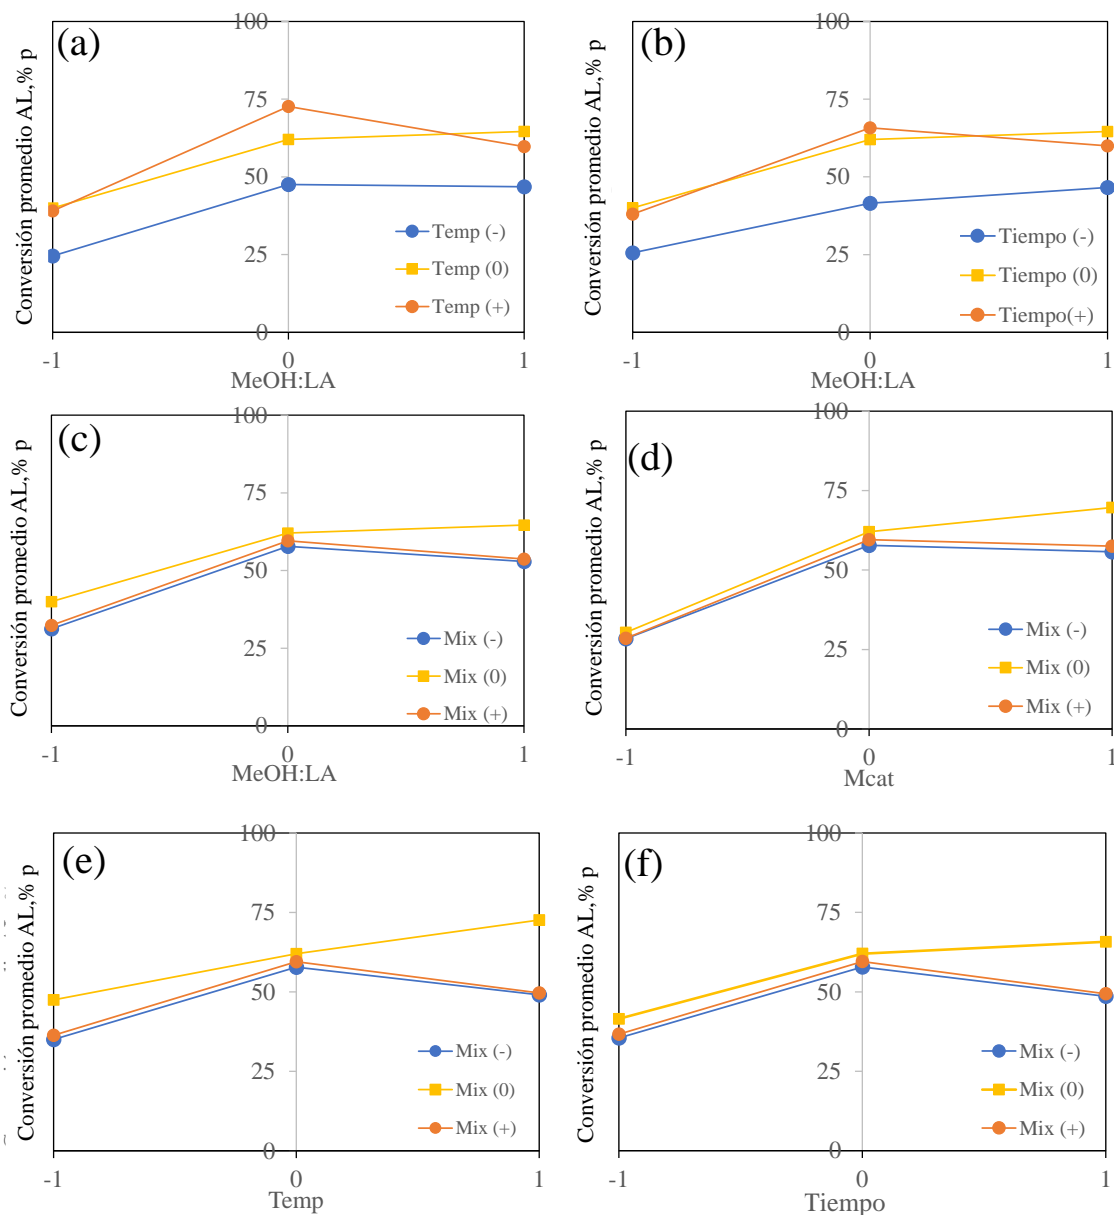 (a)
Conversión promedio AL,% p
100
75
50
25
0
-1
0
1
MeOH:LA
Temp (-)
Temp (0)
Temp (+)
(b)
Conversión promedio AL,% p
100
75
50
25
0
-1
0
1
MeOH:LA
Tiempo (-)
Tiempo (0)
Tiempo(+)
(c)
Conversión promedio AL,% p
100
75
50
25
0
-1
0
1
MeOH:LA
Mix (-)
Mix (0)
Mix (+)
(d)
Conversión promedio AL,% p
100
75
50
25
0
-1
0
1
Mcat
Mix (-)
Mix (0)
Mix (+)
(e)
Conversión promedio AL,% p
100
75
50
25
0
-1
0
1
Temp
Mix (-)
Mix (0)
Mix (+)
(f)
Conversión promedio AL,% p
100
75
50
25
0
-1
0
1
Tiempo
Mix (-)
Mix (0)
Mix (+)